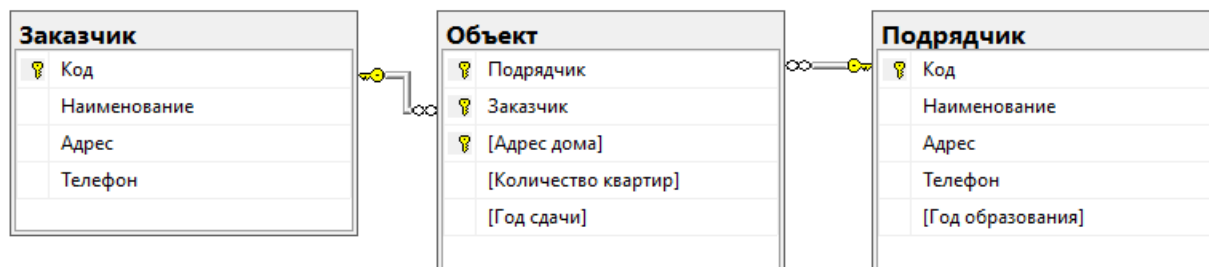 Заказчик
Код
Наименование
Адрес
Телефон
Объект
Подрядчик
Заказчик
[Адрес дома]
[Количество квартир]
[Год сдачи]
Подрядчик
Код
Наименование
Адрес
Телефон
[Год образования]